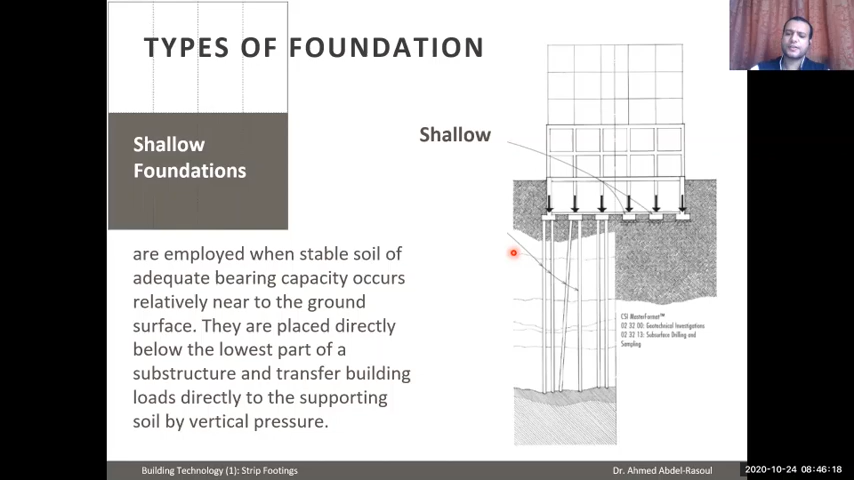 TYPES OF FOUNDATION
Shallow
Foundations
Shallow
are employed when stable soil of
adequate bearing capacity occurs
relatively near to the ground
surface. They are placed directly
below the lowest part of a
substructure and transfer building
loads directly to the supporting
soil by vertical pressure.
CSI MasterFormat™
02 32 00: Geotechnical Investigations
02 32 13: Subsurface Drilling and
Sampling
Building Technology (1): Strip Footings
Dr. Ahmed Abdel-Rasoul
2020-10-24 08:46:18